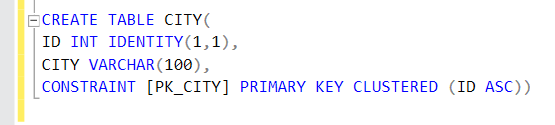 CREATE TABLE CITY(
ID INT IDENTITY(1,1),
CITY VARCHAR(100),
CONSTRAINT [PK_CITY] PRIMARY KEY CLUSTERED (ID ASC))